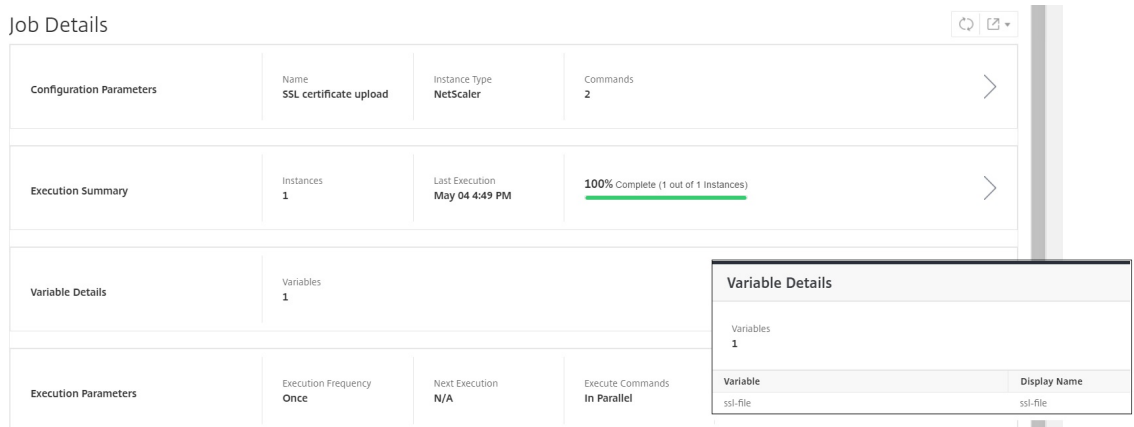 Job Details
Configuration Parameters
Name
SSL certificate upload
Instance Type
NetScaler
Commands
2
Execution Summary
Instances
1
Last Execution
May 04 4:49 PM
100% Complete (1 out of 1 Instances)
Variable Details
Variables
1
Execution Parameters
Execution Frequency
Once
Next Execution
N/A
Execute Commands
In Parallel
Variable Details
Variables
1
Variable Display Name
ssl-file ssl-file